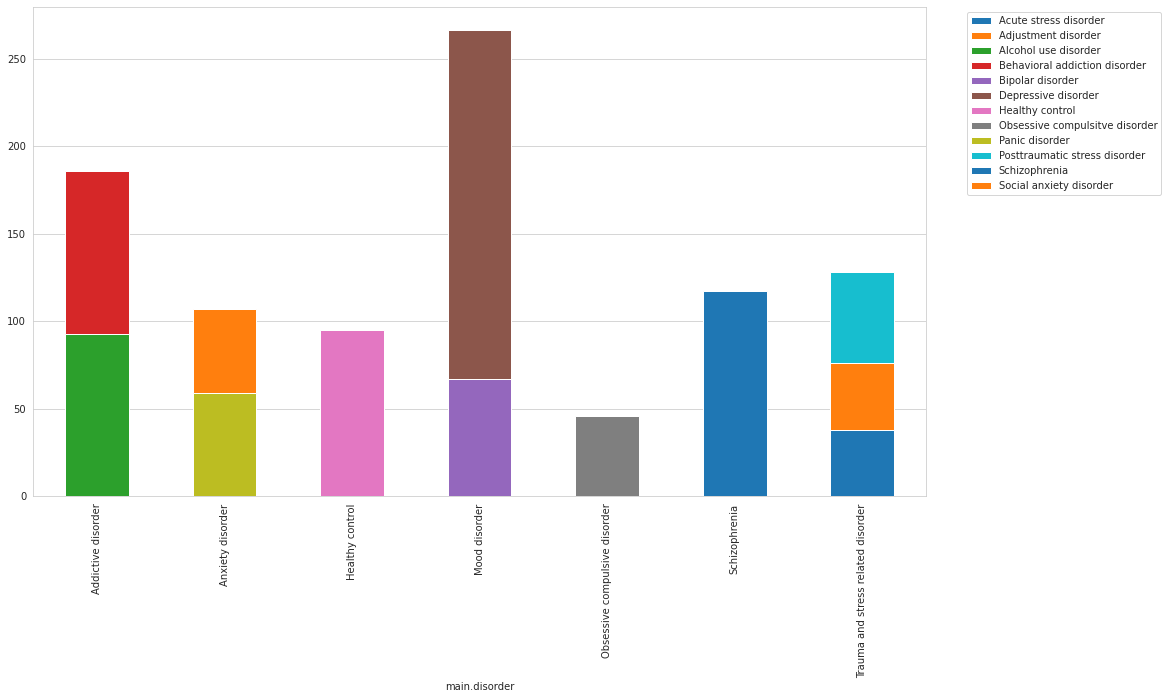 250
200
150
100
50
0
Addictive disorder
Anxiety disorder
Healthy control
Mood disorder
Obsessive compulsive disorder
Schizophrenia
Trauma and stress related disorder
main.disorder
Acute stress disorder
Adjustment disorder
Alcohol use disorder
Behavioral addiction disorder
Bipolar disorder
Depressive disorder
Healthy control
Obsessive compulsitve disorder
Panic disorder
Posttraumatic stress disorder
Schizophrenia
Social anxiety disorder